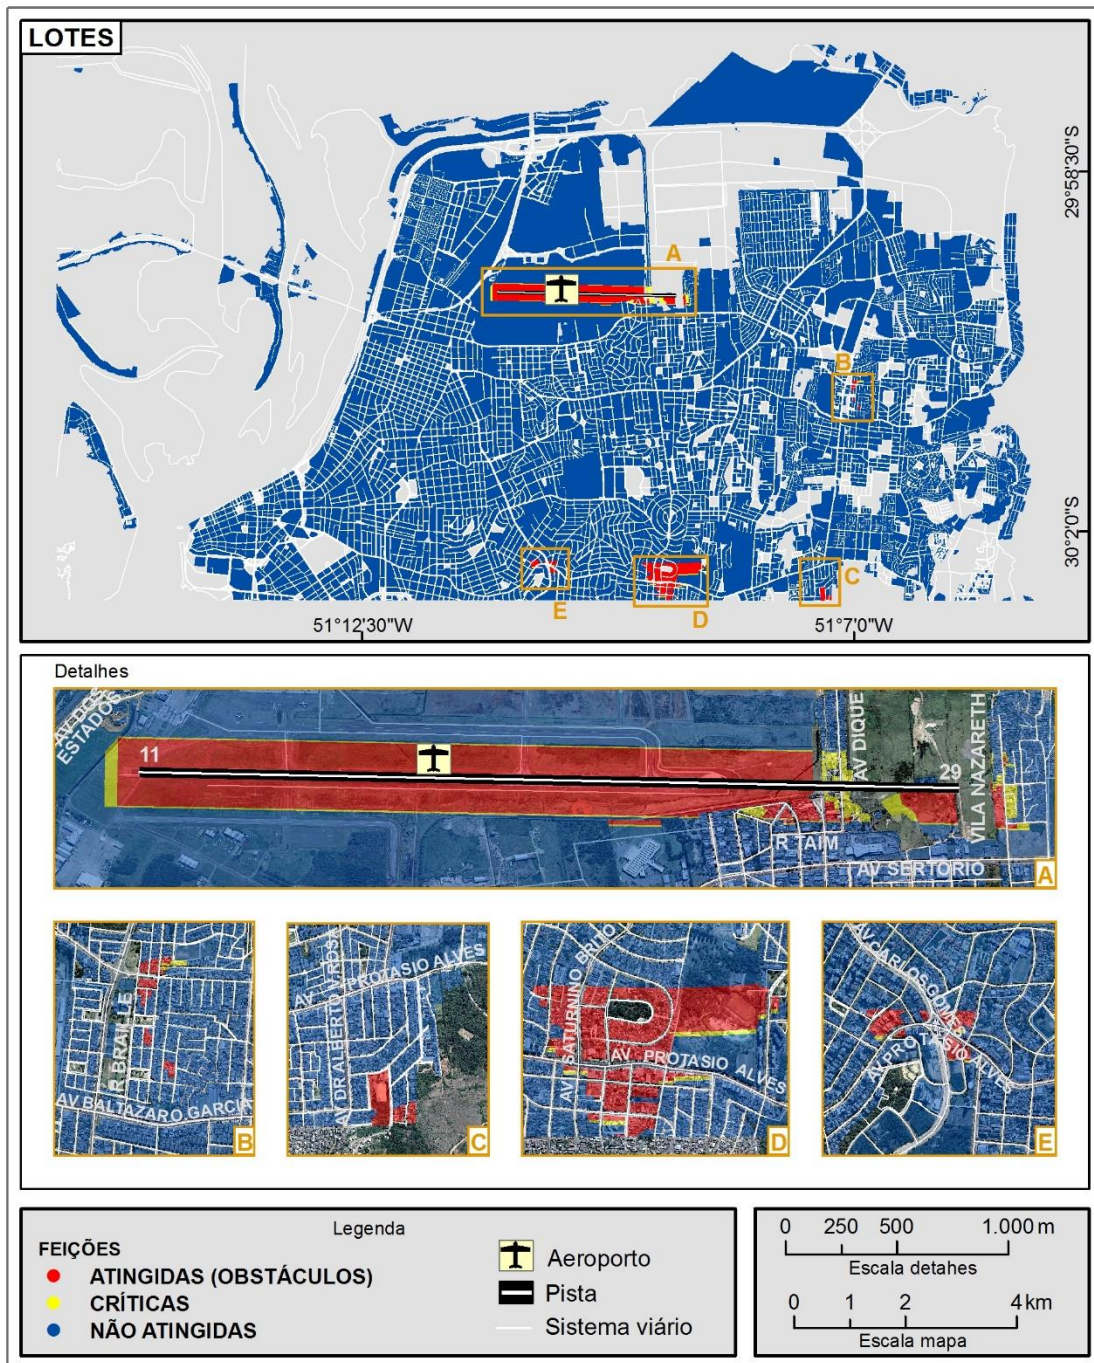 LOTES
29°58'30"S
A
B
30°2'0"S
C
E
D
51°12'30"W
51°7'0"W
Detalhes
AV DOS
ESTADOS
11
AV DIQUE
29
VILA NAZARETH
R TAIM
AV SERTORIO
A
R BRAILLE
AV BALTAZARO GARCIA
B
AV PROTASIO ALVES
AV DR ALBERTO V ROSA
C
AV SATURNINO BRITO
AV PROTASIO ALVES
D
AV CARLOS GOMES
AV PROTASIO ALVES
E
Legenda
FEIÇÕES
ATINGIDAS (OBSTÁCULOS)
CRÍTICAS
NÃO ATINGIDAS
Aeroporto
Pista
Sistema viário
0 250 500 1.000 m
Escala detahes
0 1 2 4 km
Escala mapa